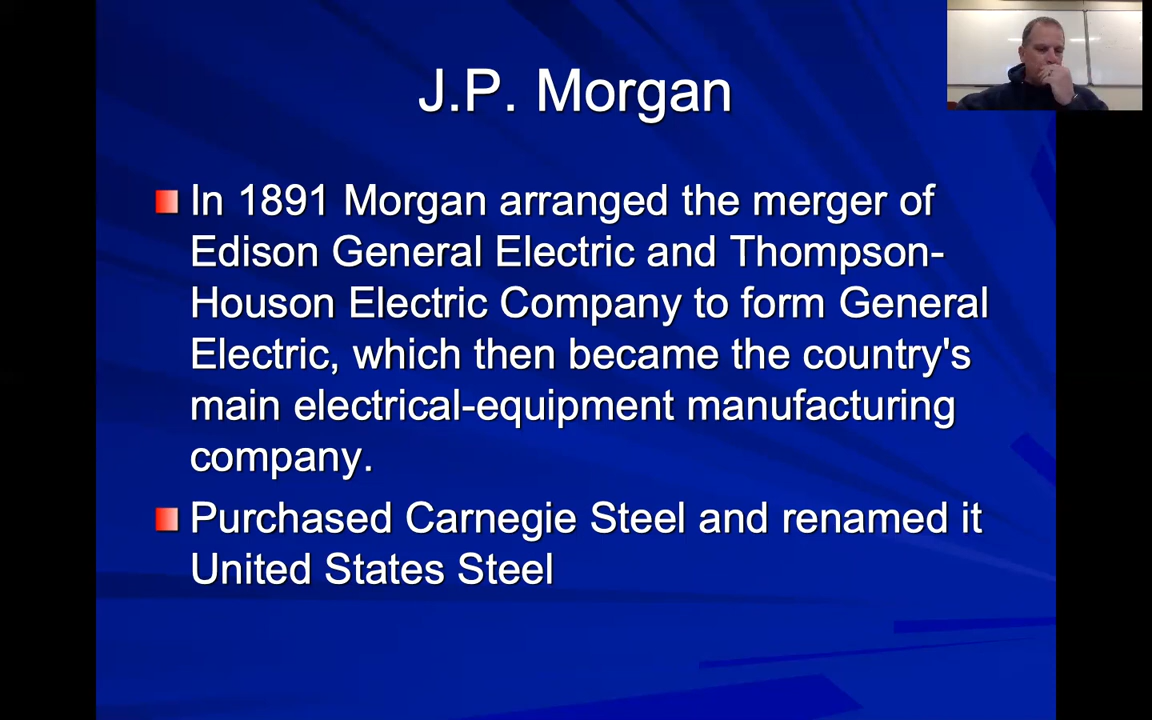 J.P. Morgan
In 1891 Morgan arranged the merger of
Edison General Electric and Thompson-
Houson Electric Company to form General
Electric, which then became the country's
main electrical-equipment manufacturing
company.
Purchased Carnegie Steel and renamed it
United States Steel